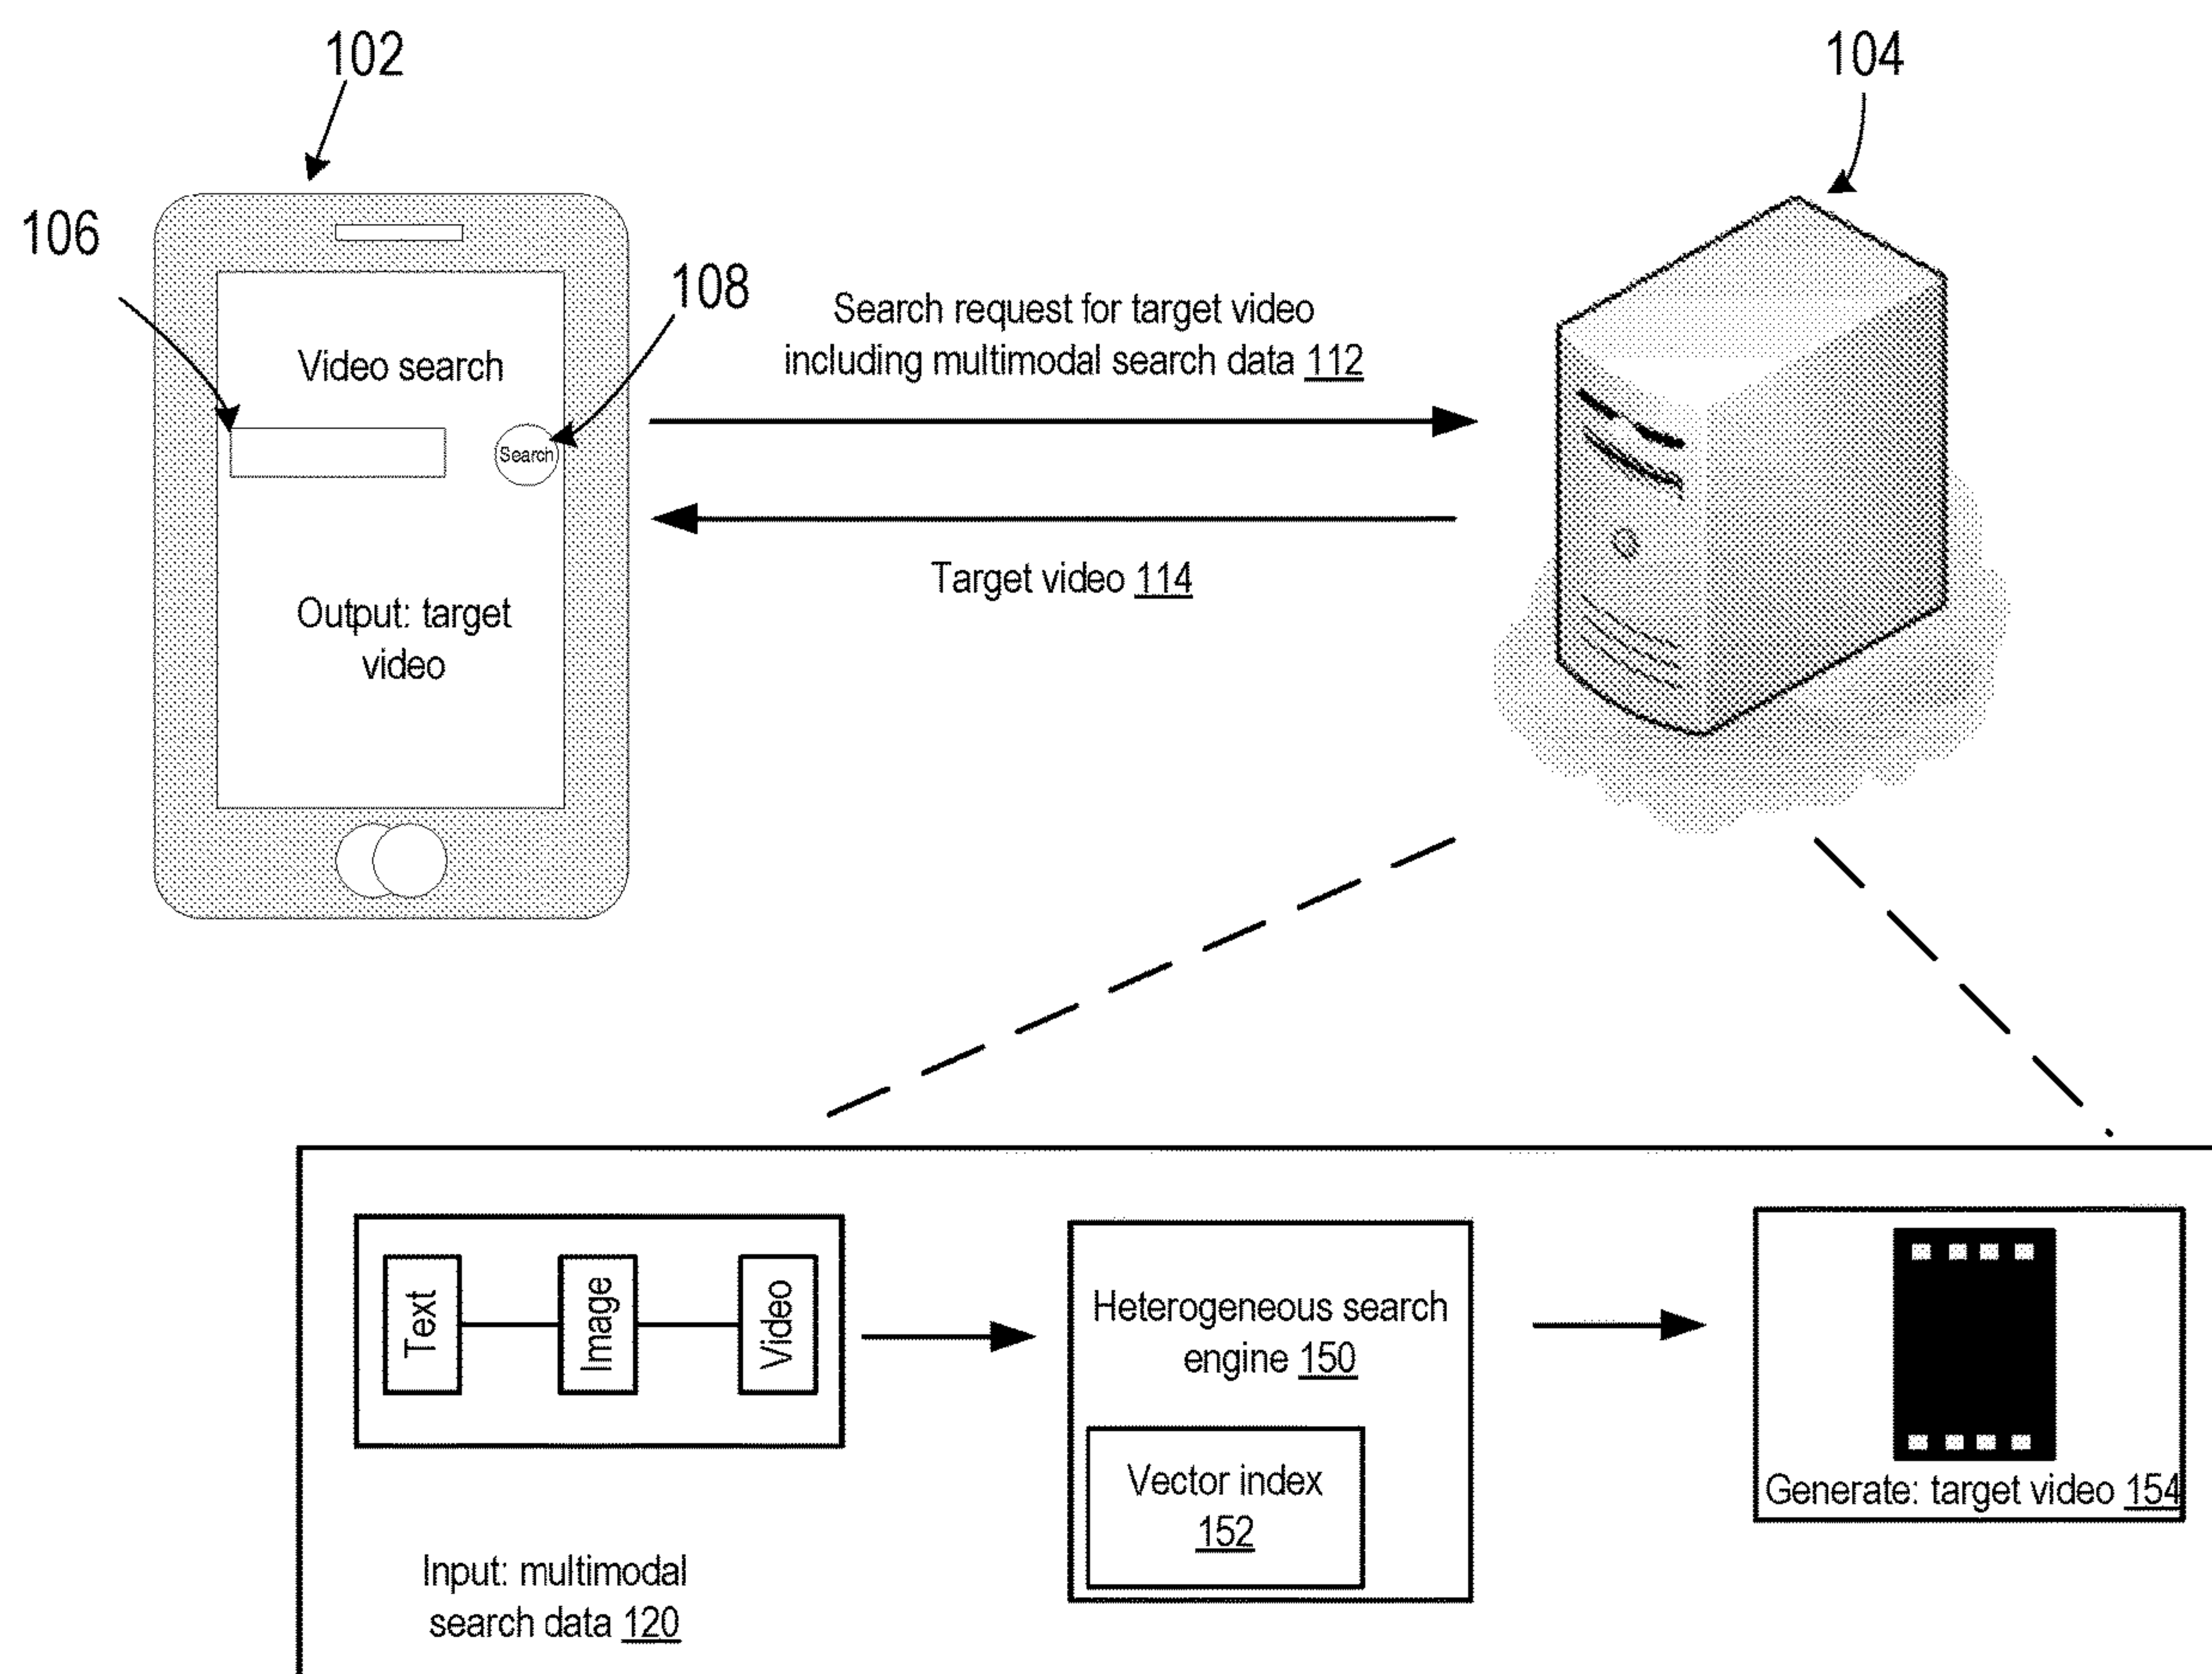 102
104
106
108
Video search
Search
Output: target
video
Search request for target video
including multimodal search data 112
Target video 114
Text
Image
Video
Input: multimodal
search data 120
Heterogeneous search
engine 150
Vector index
152
Generate: target video 154